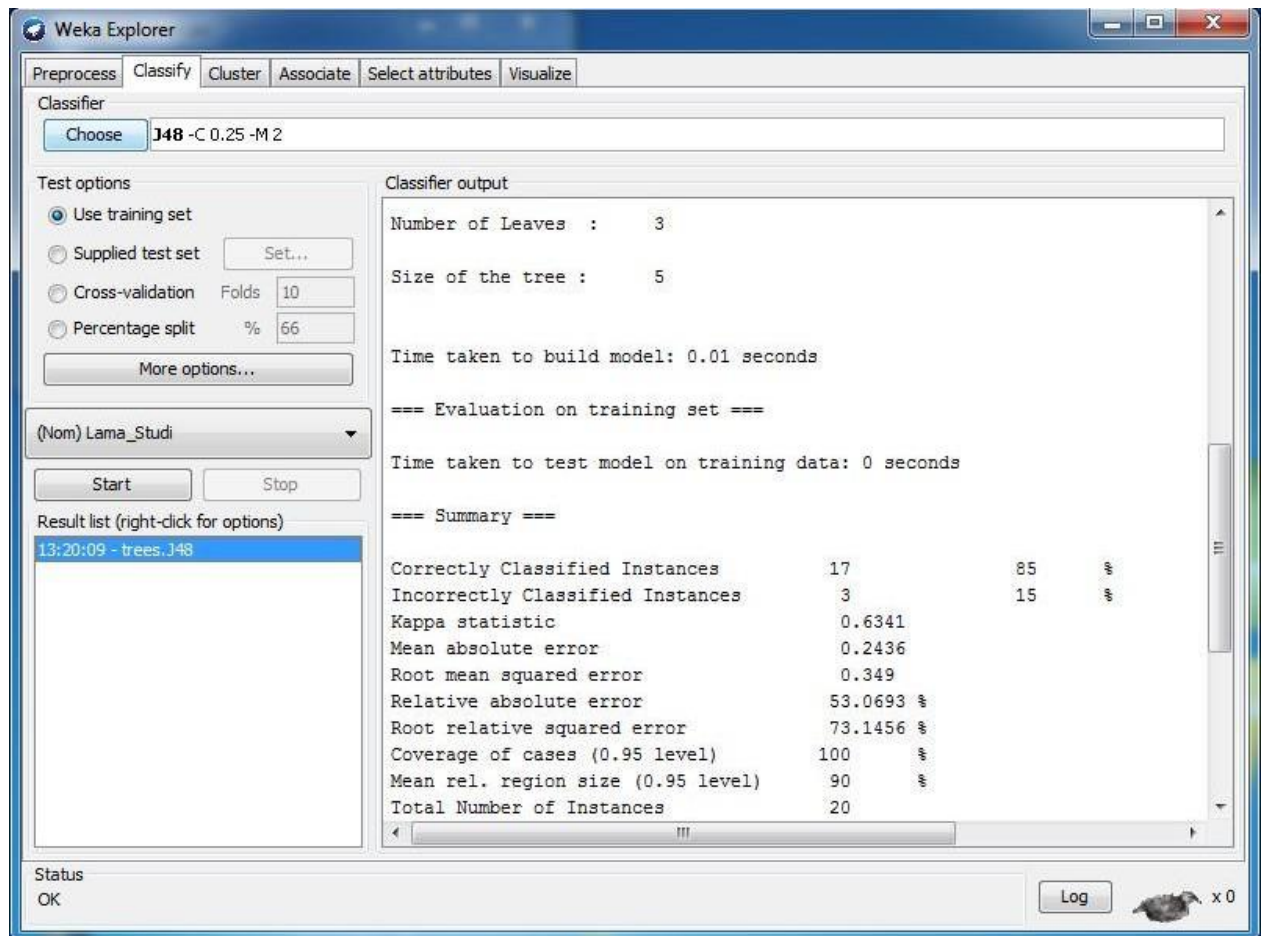 Weka Explorer
Preprocess Classify Cluster Associate Select attributes Visualize
Classifier
Choose J48 -C 0.25 -M 2
Test options
Use training set
Supplied test set Set...
Cross-validation Folds 10
Percentage split % 66
More options...
(Nom) Lama_Studi
Start Stop
Result list (right-click for options)
13:20:09 - trees.J48
Classifier output
Number of Leaves : 3
Size of the tree : 5
Time taken to build model: 0.01 seconds
=== Evaluation on training set ===
Time taken to test model on training data: 0 seconds
=== Summary ===
Correctly Classified Instances 17 85 %
Incorrectly Classified Instances 3 15 %
Kappa statistic 0.6341
Mean absolute error 0.2436
Root mean squared error 0.349
Relative absolute error 53.0693 %
Root relative squared error 73.1456 %
Coverage of cases (0.95 level) 100 %
Mean rel. region size (0.95 level) 90 %
Total Number of Instances 20
Status
OK
Log
x 0